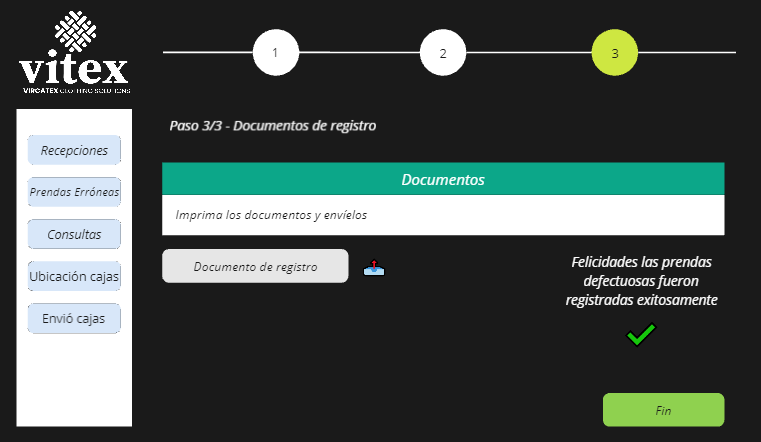 vitex
VIRCATEX CLOTHING SOLUTIONS
1
2
3
Paso 3/3 - Documentos de registro
Recepciones
Prendas Erróneas
Consultas
Ubicación cajas
Envió cajas
Documentos
Imprima los documentos y envíelos
Documento de registro
Felicidades las prendas
defectuosas fueron
registradas exitosamente
Fin